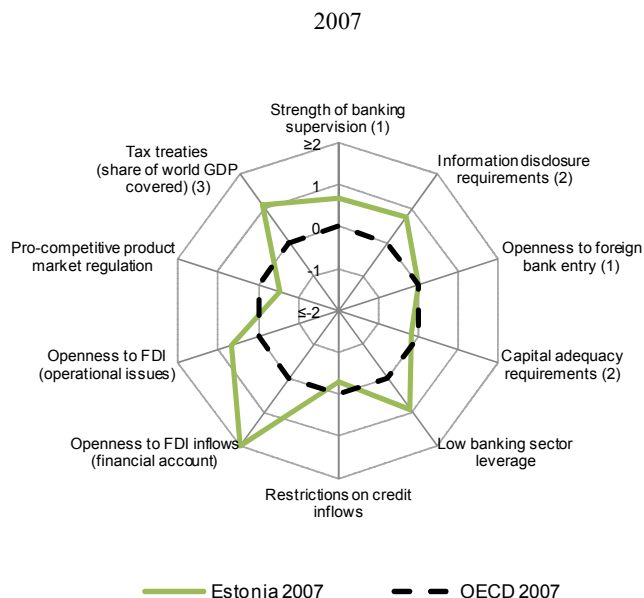 2007
Strength of banking
supervision (1)
Tax treaties
(share of world GDP
covered) (3)
≥2
Information disclosure
requirements (2)
1
Pro-competitive product
market regulation
0
Openness to foreign
bank entry (1)
-1
≤-2
Openness to FDI
(operational issues)
Capital adequacy
requirements (2)
Openness to FDI inflows
(financial account)
Low banking sector
leverage
Restrictions on credit
inflows
Estonia 2007
OECD 2007